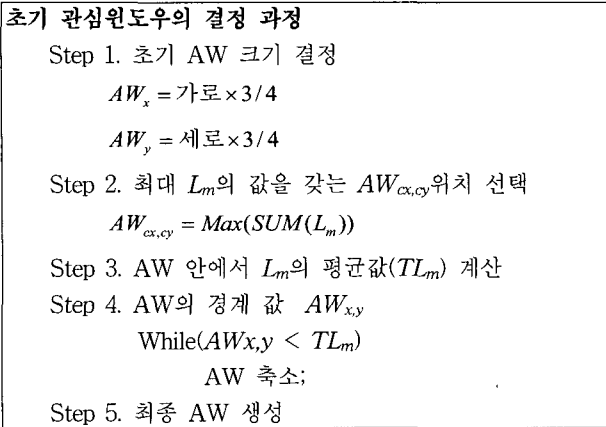 초기 관심윈도우의 결정 과정
Step 1. 초기 AW 크기 결정
AWx = 가로×3/4
AWy = 세로×3/4
Step 2. 최대 Lm의 값을 갖는 AWcx,cy위치 선택
AWcx,cy = Max(SUM(Lm))
Step 3. AW 안에서 Lm의 평균값(TLm) 계산
Step 4. AW의 경계 값 AWx,y
While(AWx,y < TLm)
AW 축소;
Step 5. 최종 AW 생성